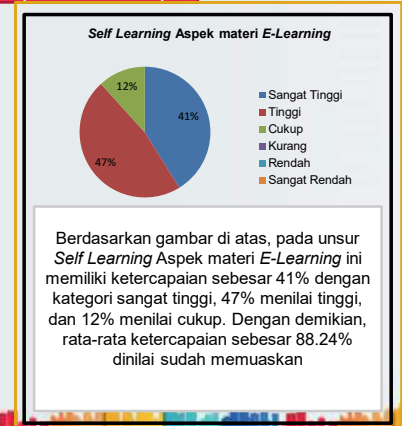 Self Learning Aspek materi E-Learning
12%
41%
47%
Sangat Tinggi
Tinggi
Cukup
Kurang
Rendah
Sangat Rendah
Berdasarkan gambar di atas, pada unsur
Self Learning Aspek materi E-Learning ini
memiliki ketercapaian sebesar 41% dengan
kategori sangat tinggi, 47% menilai tinggi,
dan 12% menilai cukup. Dengan demikian,
rata-rata ketercapaian sebesar 88.24%
dinilai sudah memuaskan